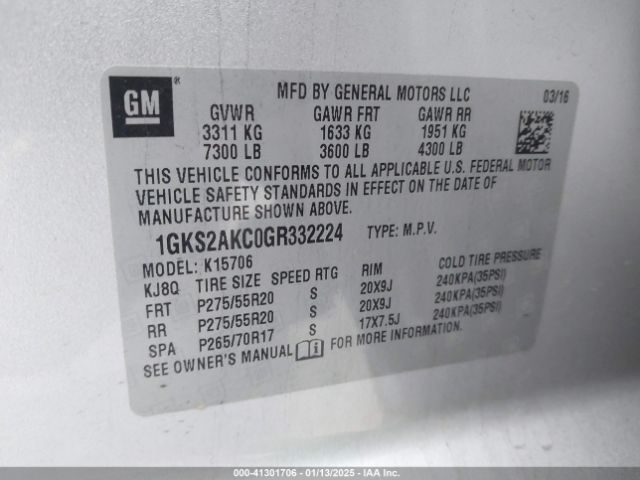 GM
MFD BY GENERAL MOTORS LLC 03/16
GVWR GAWR FRT GAWR RR
3311 KG 1633 KG 1951 KG
7300 LB 3600 LB 4300 LB
THIS VEHICLE CONFORMS TO ALL APPLICABLE U.S. FEDERAL MOTOR
VEHICLE SAFETY STANDARDS IN EFFECT ON THE DATE OF
MANUFACTURE SHOWN ABOVE.
1GKS2AKC0GR332224 TYPE: M.P.V.
MODEL: K15706
KJ8Q TIRE SIZE SPEED RTG RIM COLD TIRE PRESSURE
FRT P275/55R20 S 20X9J 240KPA(35PSI)
RR P275/55R20 S 20X9J 240KPA(35PSI)
SPA P265/70R17 S 17X7.5J 240KPA(35PSI)
SEE OWNER'S MANUAL FOR MORE INFORMATION.
000-41301706 - 01/13/2025 - IAA Inc.